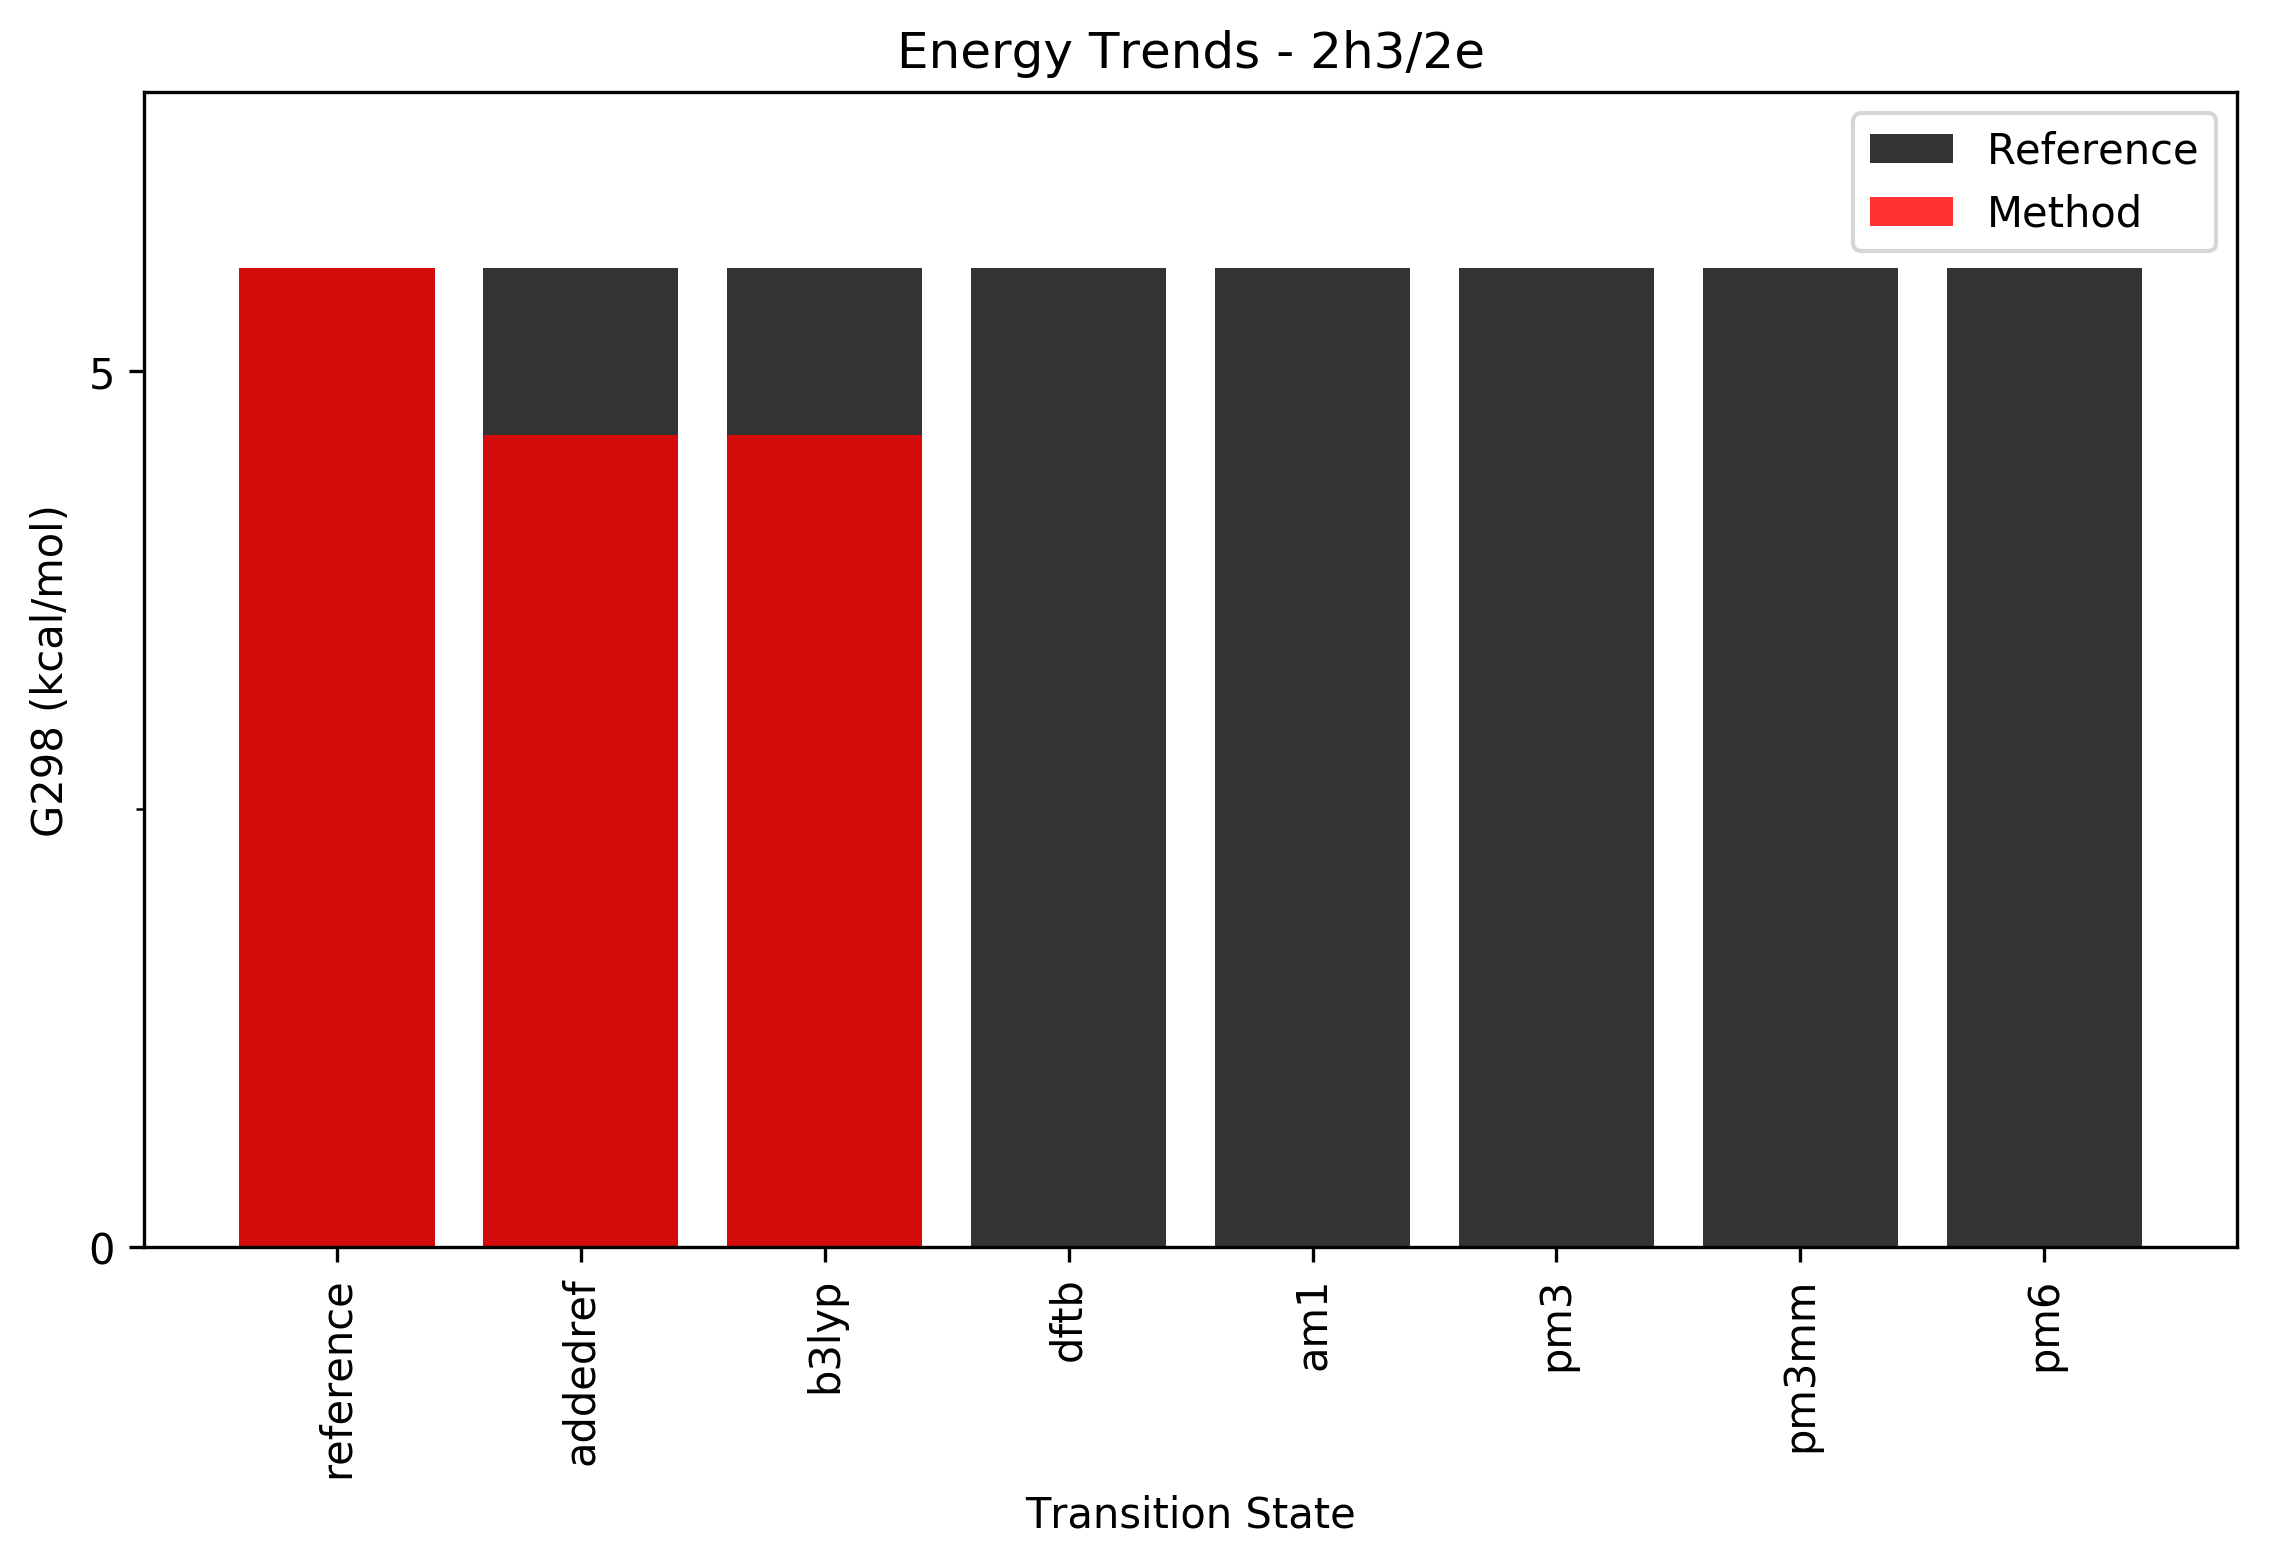 Energy Trends - 2h3/2e
Reference
Method
G298 (kcal/mol)
5
0
reference
addedref
b3lyp
dftb
am1
pm3
pm3mm
pm6
Transition State